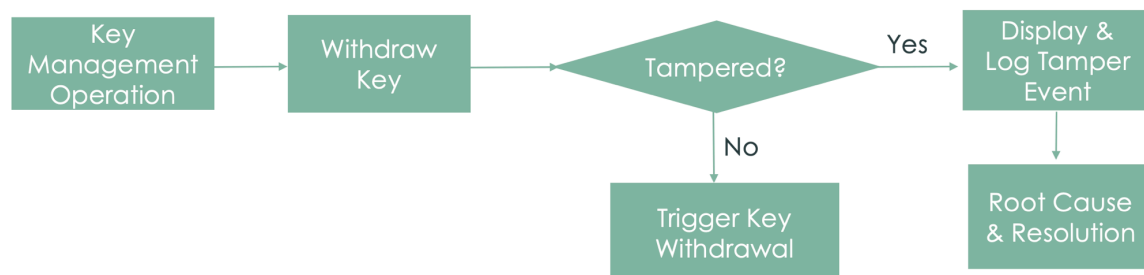 Key
Management
Operation
Withdraw
Key
Tampered?
Yes
Display &
Log Tamper
Event
No
Trigger Key
Withdrawal
Root Cause
& Resolution